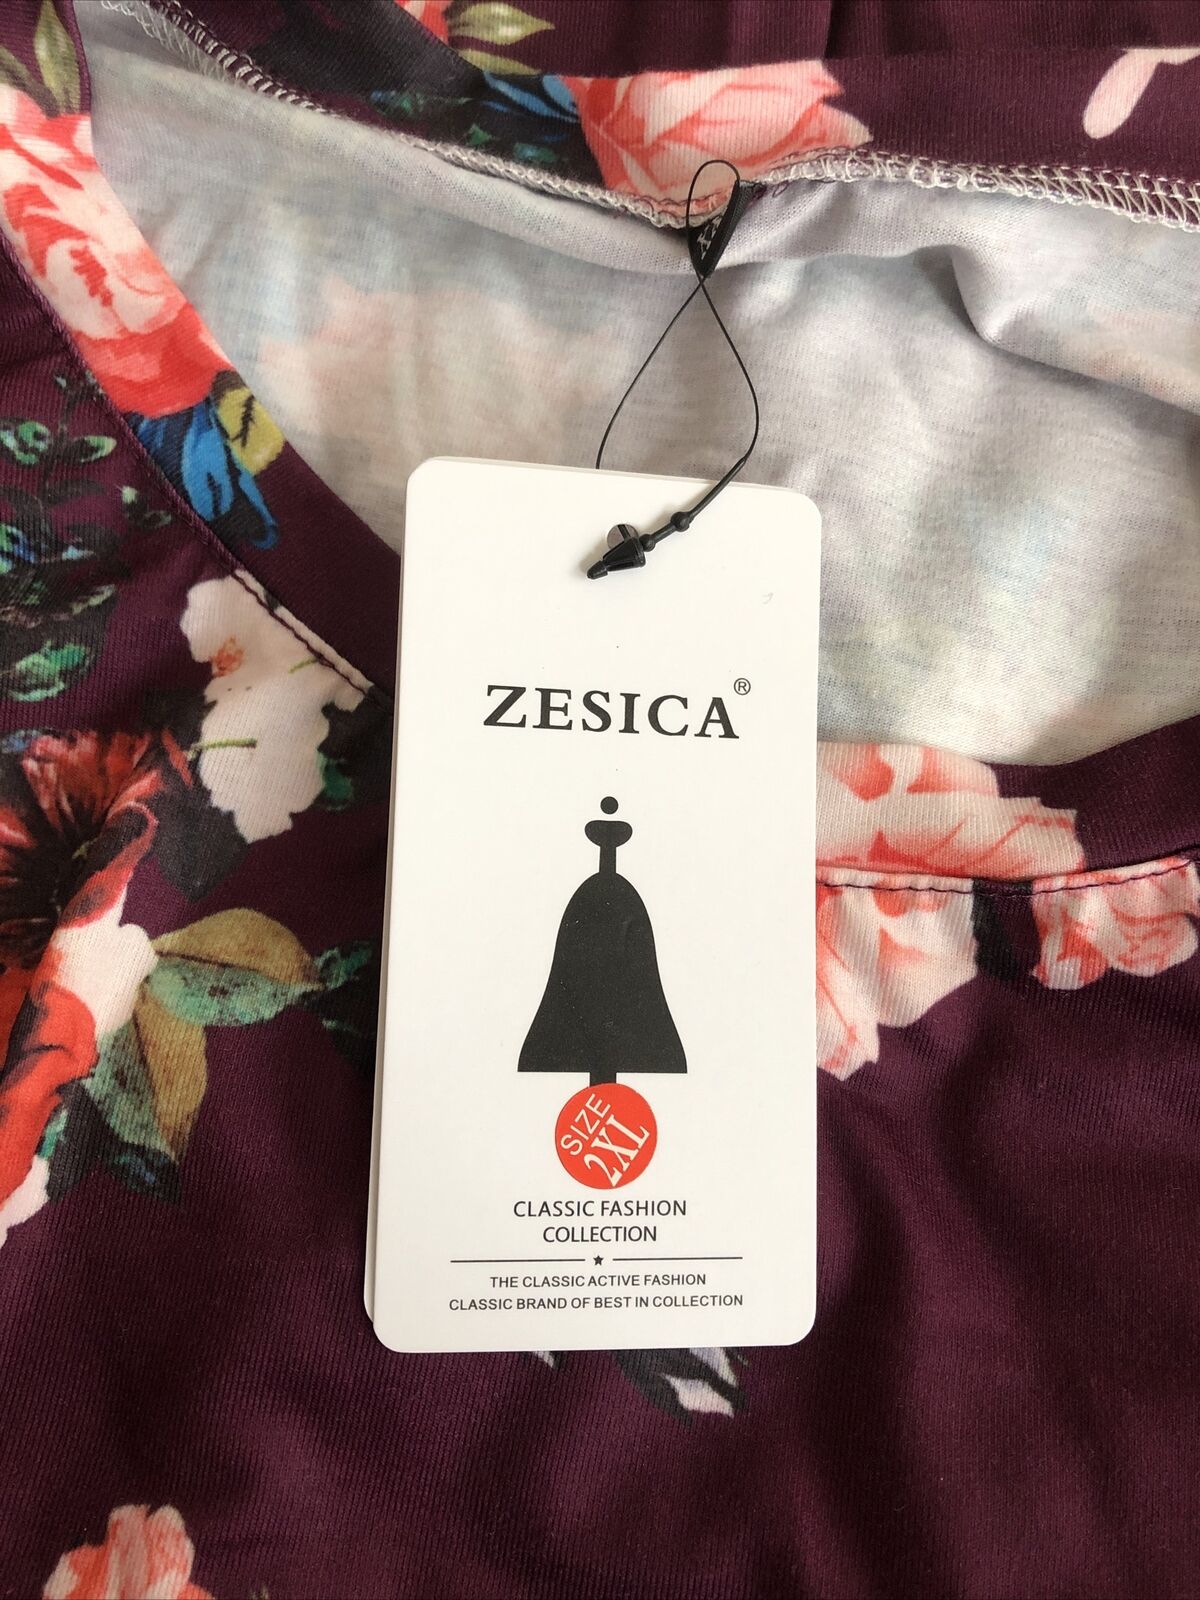 ZESICA®
SIZE
2XL
CLASSIC FASHION
COLLECTION
THE CLASSIC ACTIVE FASHION
CLASSIC BRAND OF BEST IN COLLECTION